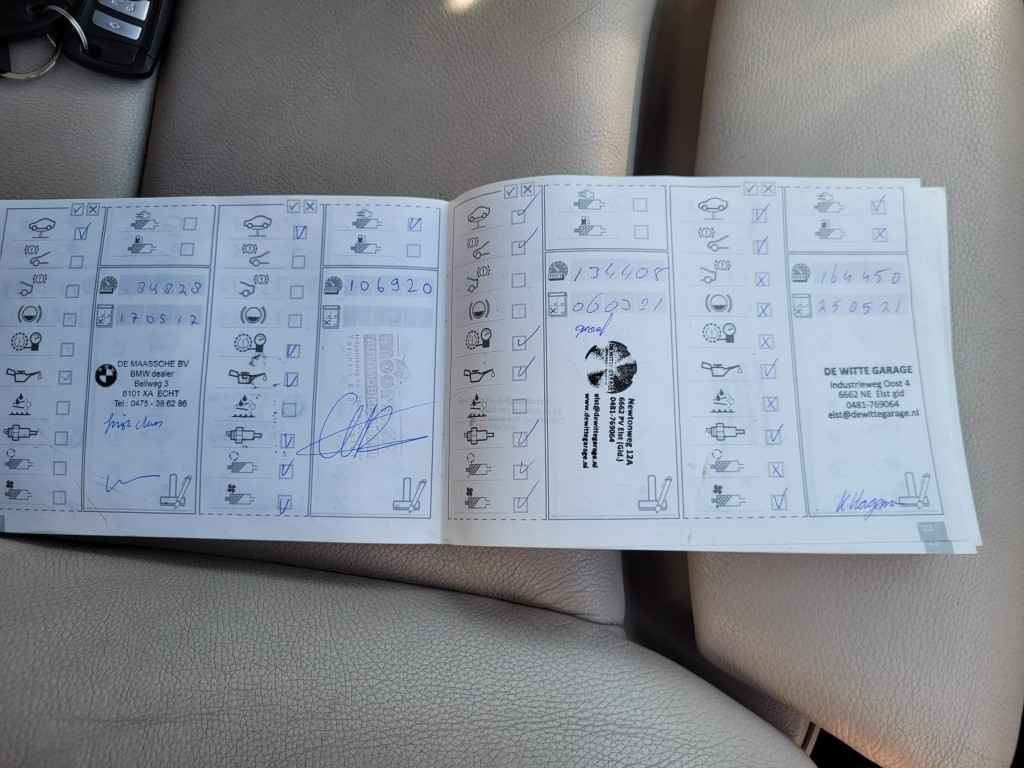 84828
170512
DE MAASSCHE BV
BMW dealer
Bellweg 3
6101 XA ECHT
Tel : 0475 - 38 62 86
106920
134405
060321
Newtonweg 12A
6662 PV Elst (Gld.)
0481-769064
elst@dewittegarage.nl
www.dewittegarage.nl
164450
250521
DE WITTE GARAGE
Industrieweg Oost 4
6662 NE Elst gld
0481-769064
elst@dewittegarage.nl